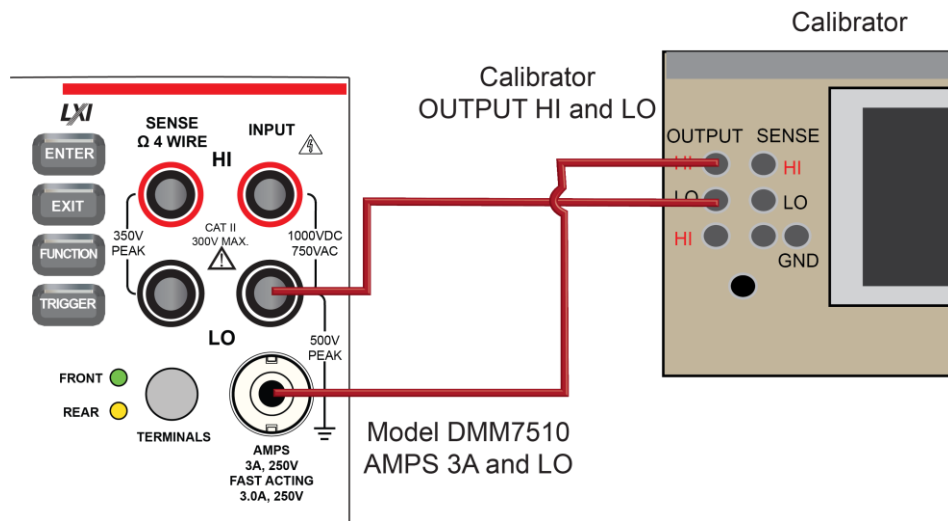 Calibrator
Calibrator
OUTPUT HI and LO
LXI
ENTER
EXIT
FUNCTION
TRIGGER
SENSE
Ω 4 WIRE
INPUT
HI
350V
PEAK
CAT II
300V MAX.
1000VDC
750VAC
LO
500V
PEAK
FRONT
REAR
TERMINALS
AMPS
3A, 250V
FAST ACTING
3.0A, 250V
Model DMM7510
AMPS 3A and LO
OUTPUT SENSE
HI HI
LO LO
HI
GND